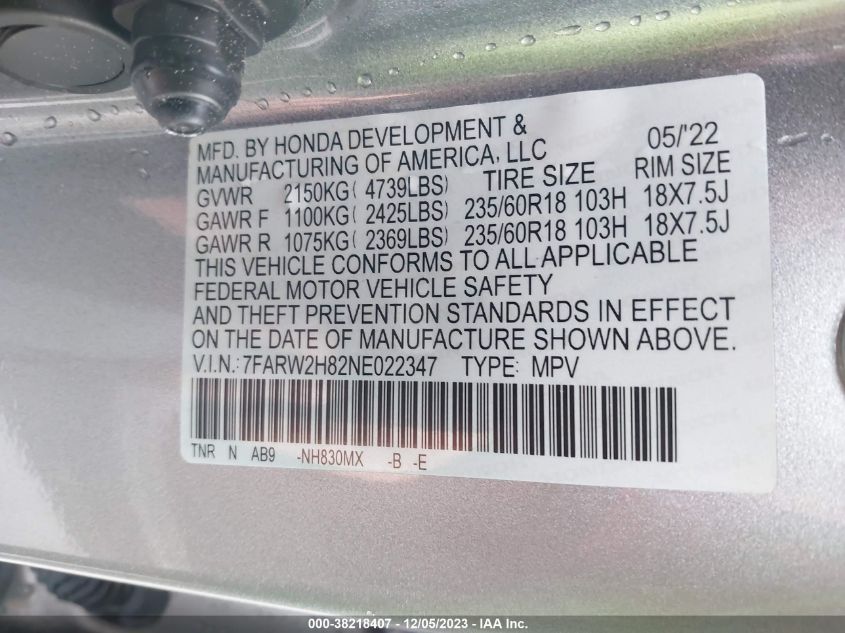 MFD. BY HONDA DEVELOPMENT & 05/'22
MANUFACTURING OF AMERICA, LLC
TIRE SIZE RIM SIZE
GVWR 2150KG( 4739LBS)
GAWR F 1100KG( 2425LBS) 235/60R18 103H 18X7.5J
GAWR R 1075KG( 2369LBS) 235/60R18 103H 18X7.5J
THIS VEHICLE CONFORMS TO ALL APPLICABLE
FEDERAL MOTOR VEHICLE SAFETY
AND THEFT PREVENTION STANDARDS IN EFFECT
ON THE DATE OF MANUFACTURE SHOWN ABOVE.
V.I.N.: 7FARW2H82NE022347 TYPE: MPV
TNR N AB9 -NH830MX -B -E
000-38218407 - 12/05/2023 - IAA Inc.